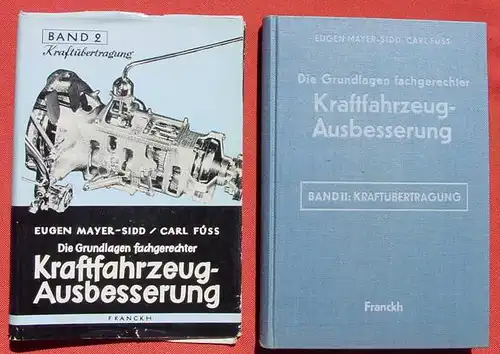 BAND 2
Kraftübertragung
EUGEN MAYER-SIDD / CARL FÜSS
Die Grundlagen fachgerechter
Kraftfahrzeug-
Ausbesserung
FRANCKH
EUGEN MAYER-SIDD, CARL FÜSS
Die Grundlagen fachgerechter
Kraftfahrzeug-
Ausbesserung
BAND II: KRAFTÜBERTRAGUNG
Franckh